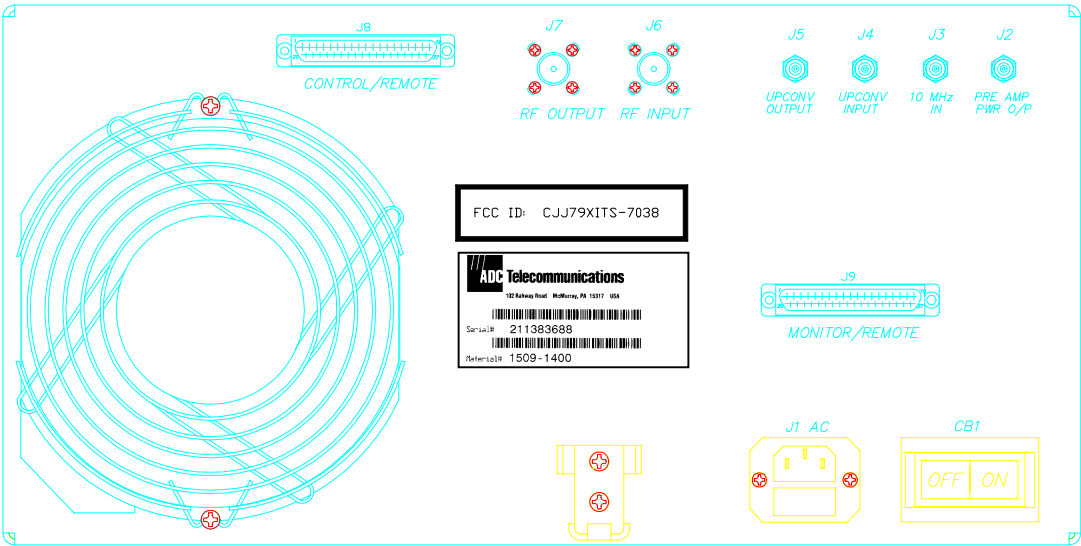 J8
CONTROL/REMOTE
J7
RF OUTPUT
J6
RF INPUT
J5
UPCONV
OUTPUT
J4
UPCONV
INPUT
J3
10 MHz
IN
J2
PRE AMP
PWR O/P
FCC ID: CJJ79XITS-7038
ADC Telecommunications
102 Rahway Road McMurray, PA 15317 USA
Serial# 211383688
Material# 1509-1400
J9
MONITOR/REMOTE
J1 AC
CB1
OFF ON